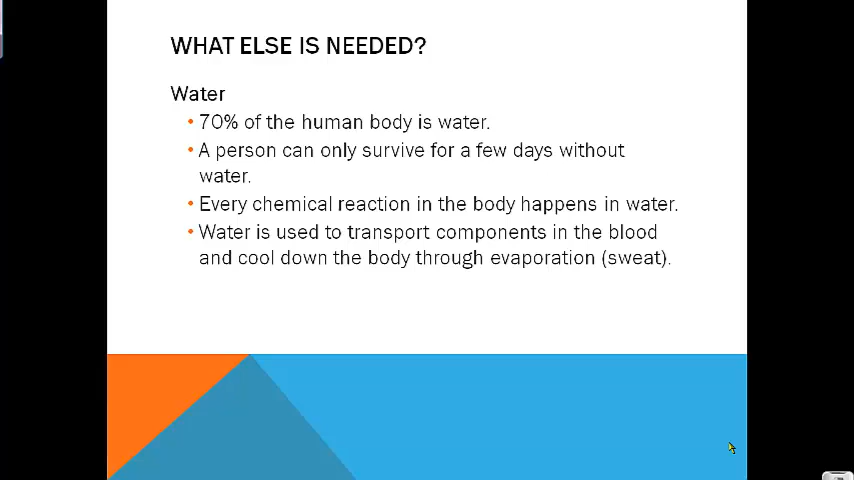 WHAT ELSE IS NEEDED?
Water
• 70% of the human body is water.
• A person can only survive for a few days without
water.
• Every chemical reaction in the body happens in water.
• Water is used to transport components in the blood
and cool down the body through evaporation (sweat).